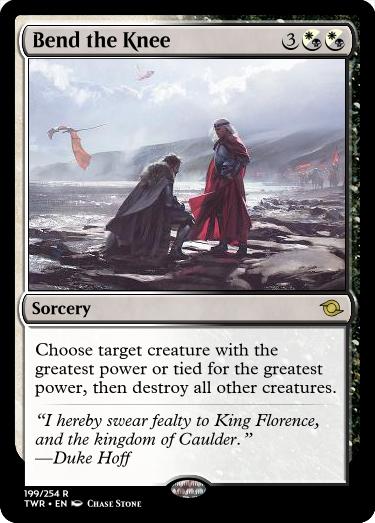 Bend the Knee 3
Sorcery
Choose target creature with the
greatest power or tied for the greatest
power, then destroy all other creatures.
“I hereby swear fealty to King Florence,
and the kingdom of Caulder.”
—Duke Hoff
199/254 R
TWR • EN Chase Stone